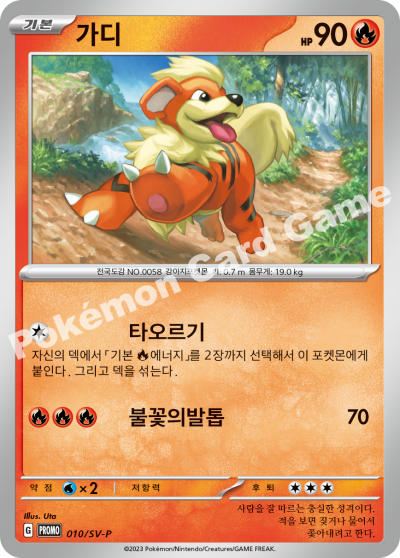 기본 가디 HP 90
전국도감 NO.0058 강아지포켓몬 키: 0.7 m 몸무게: 19.0 kg
Pokémon Card Game
타오르기
자신의 덱에서 「기본 에너지」를 2장까지 선택해서 이 포켓몬에게
붙인다. 그리고 덱을 섞는다.
불꽃의발톱 70
약점 ×2 저항력 후퇴
Illus. Uta
사람을 잘 따르는 충실한 성격이다.
적을 보면 짖거나 물어서
쫓아내려고 한다.
G PROMO 010/SV-P
©2023 Pokémon/Nintendo/Creatures/GAME FREAK.